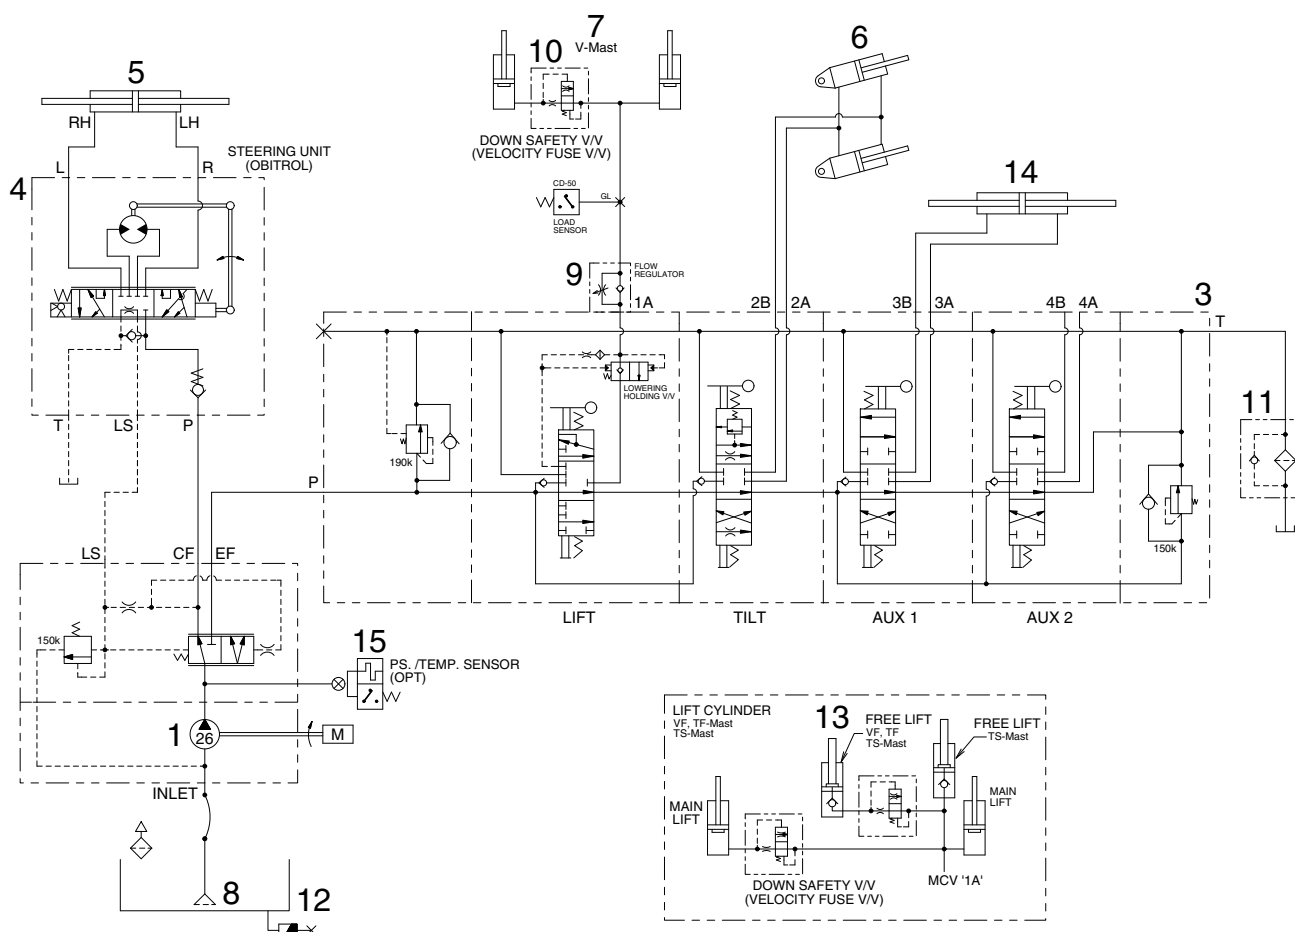 7
V-Mast
10
6
5
RH
LH
DOWN SAFETY V/V
(VELOCITY FUSE V/V)
STEERING UNIT
(OBITROL)
L
R
4
CD-50
GL
LOAD
SENSOR
14
9
FLOW
REGULATOR
1A
2B
2A
3B
3A
4B
4A
3
T
LOWERING
HOLDING V/V
11
T
LS
P
190k
P
150k
LS
CF
EF
LIFT
TILT
AUX 1
AUX 2
150k
15
PS. /TEMP. SENSOR
(OPT)
1
26
M
INLET
LIFT CYLINDER
VF, TF-Mast
TS-Mast
13
FREE LIFT
VF, TF
TS-Mast
FREE LIFT
TS-Mast
MAIN
LIFT
MAIN
LIFT
DOWN SAFETY V/V
(VELOCITY FUSE V/V)
MCV '1A'
8
12